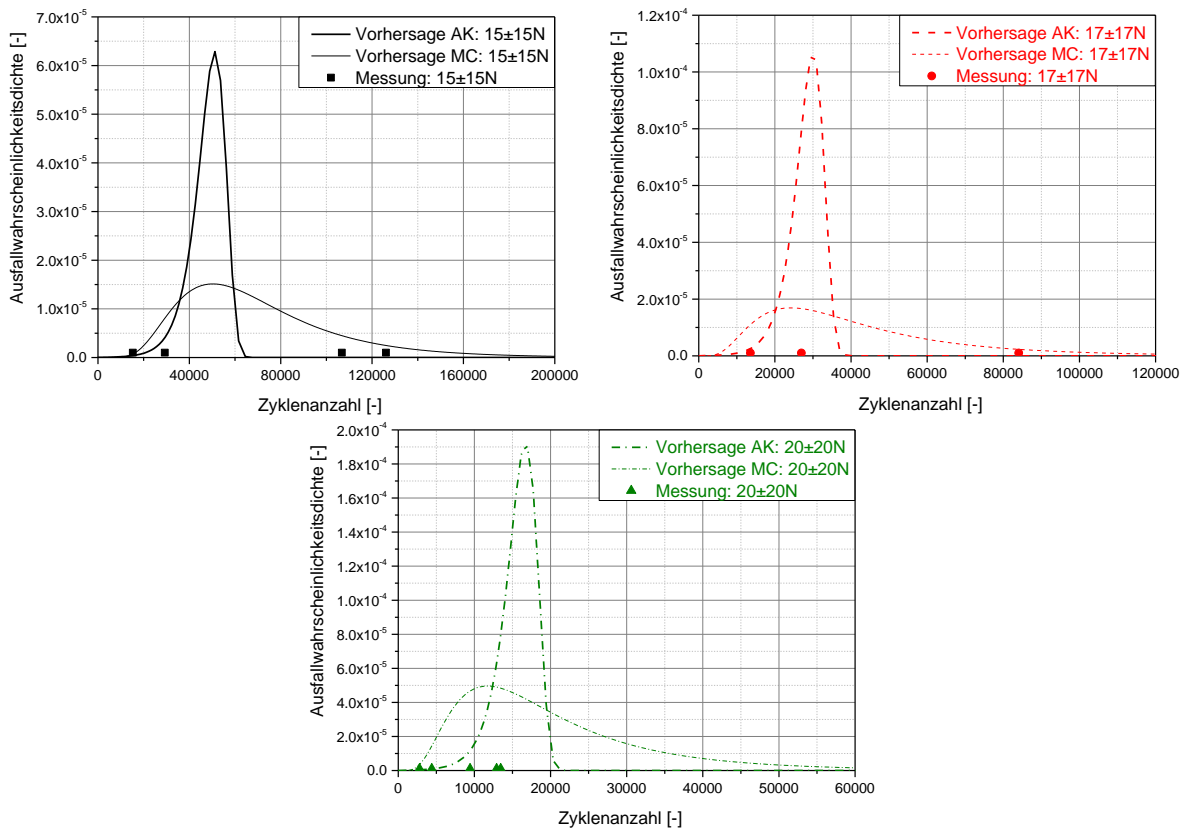 Vorhersage AK: 15±15N
Vorhersage MC: 15±15N
Messung: 15±15N
7.0x10⁻⁵
6.0x10⁻⁵
5.0x10⁻⁵
4.0x10⁻⁵
3.0x10⁻⁵
2.0x10⁻⁵
1.0x10⁻⁵
0.0
Ausfallwahrscheinlichkeitsdichte [-]
0 40000 80000 120000 160000 200000
Zyklenanzahl [-]
Vorhersage AK: 17±17N
Vorhersage MC: 17±17N
Messung: 17±17N
1.2x10⁻⁴
1.0x10⁻⁴
8.0x10⁻⁵
6.0x10⁻⁵
4.0x10⁻⁵
2.0x10⁻⁵
0.0
Ausfallwahrscheinlichkeitsdichte [-]
0 20000 40000 60000 80000 100000 120000
Zyklenanzahl [-]
Vorhersage AK: 20±20N
Vorhersage MC: 20±20N
Messung: 20±20N
2.0x10⁻⁴
1.8x10⁻⁴
1.6x10⁻⁴
1.4x10⁻⁴
1.2x10⁻⁴
1.0x10⁻⁴
8.0x10⁻⁵
6.0x10⁻⁵
4.0x10⁻⁵
2.0x10⁻⁵
0.0
Ausfallwahrscheinlichkeitsdichte [-]
0 10000 20000 30000 40000 50000 60000
Zyklenanzahl [-]